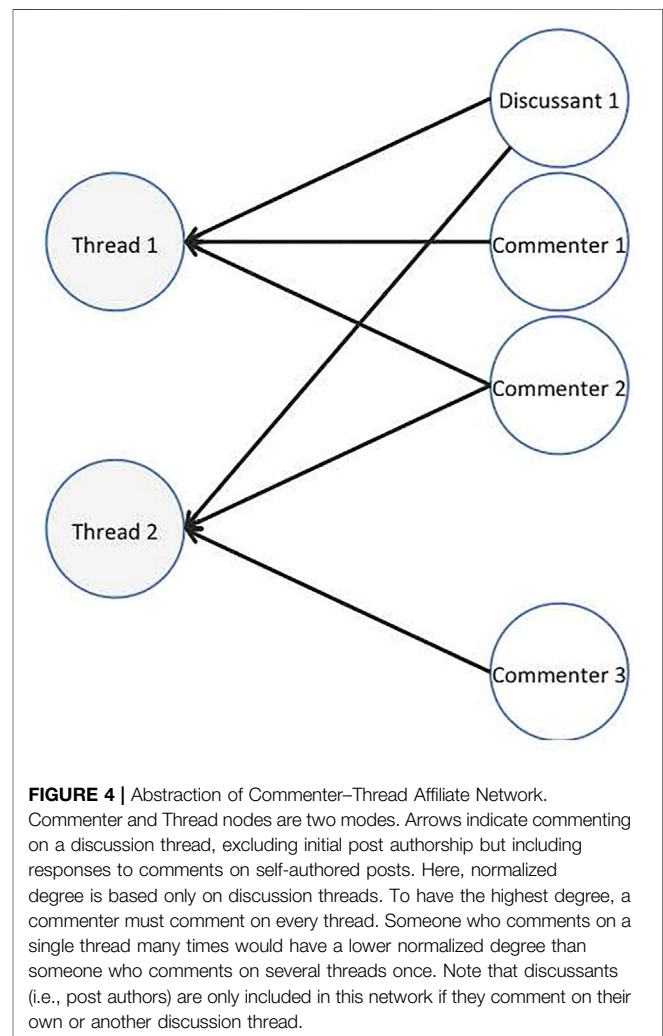 Discussant 1
Thread 1
Commenter 1
Commenter 2
Thread 2
Commenter 3
FIGURE 4 | Abstraction of Commenter–Thread Affiliate Network.
Commenter and Thread nodes are two modes. Arrows indicate commenting
on a discussion thread, excluding initial post authorship but including
responses to comments on self-authored posts. Here, normalized
degree is based only on discussion threads. To have the highest degree, a
commenter must comment on every thread. Someone who comments on a
single thread many times would have a lower normalized degree than
someone who comments on several threads once. Note that discussants
(i.e., post authors) are only included in this network if they comment on their
own or another discussion thread.